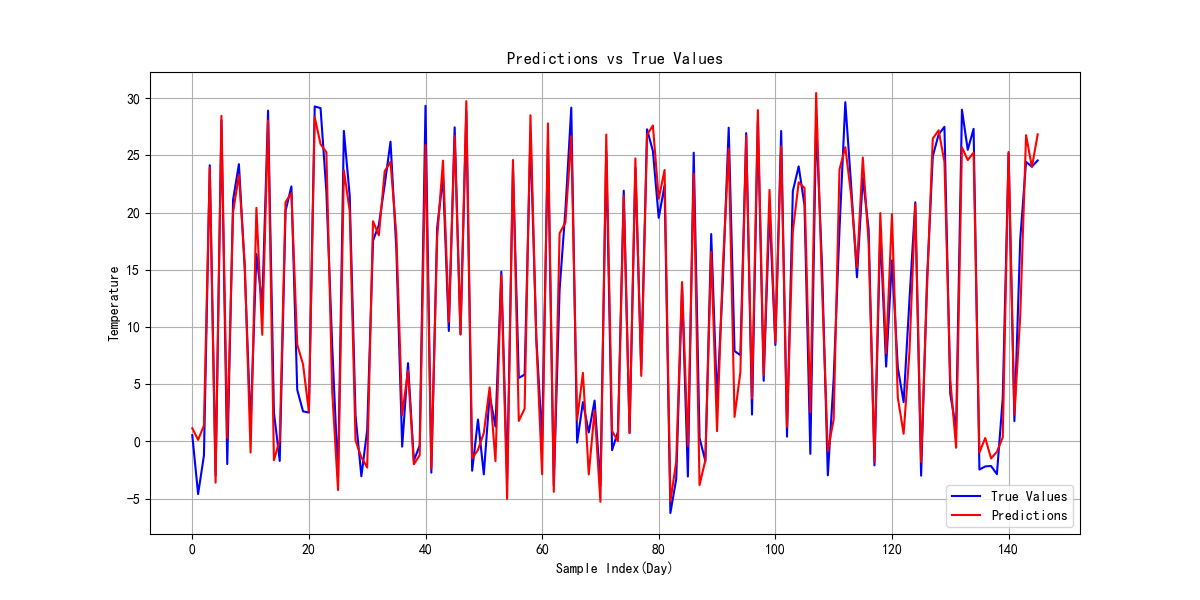 Predictions vs True Values
Temperature
30
25
20
15
10
5
0
−5
0 20 40 60 80 100 120 140
Sample Index(Day)
True Values
Predictions